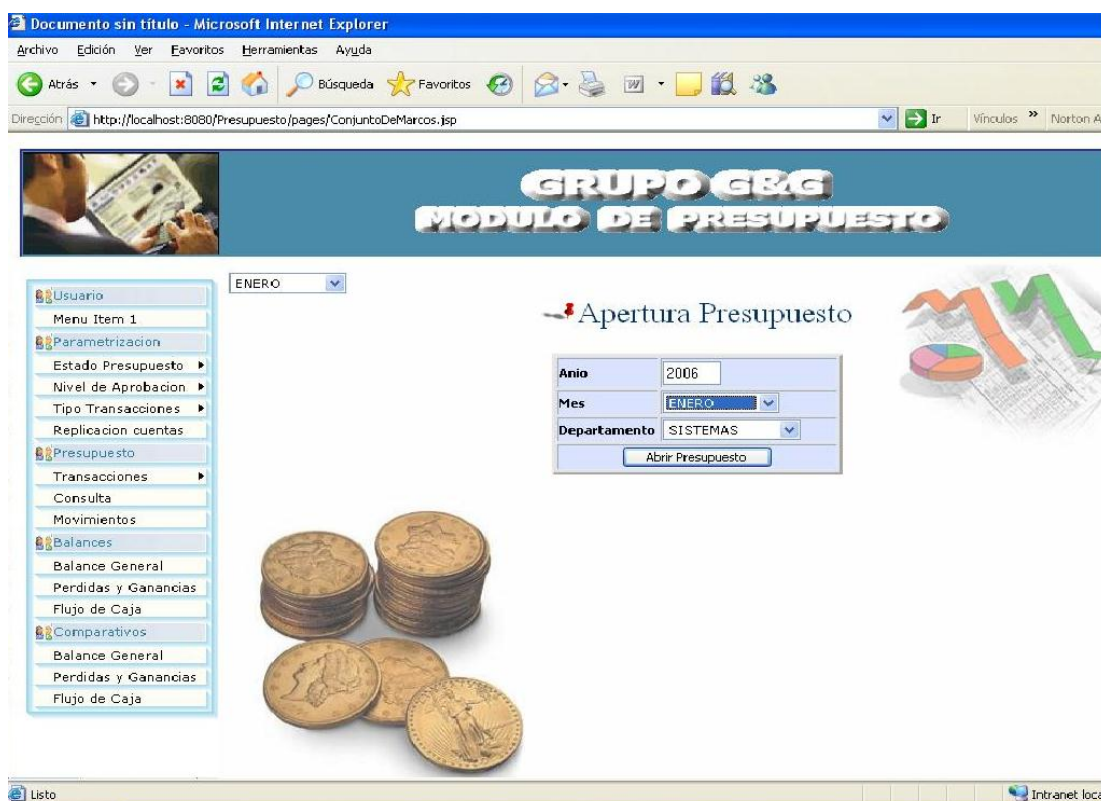 Documento sin título - Microsoft Internet Explorer
Archivo Edición Ver Favoritos Herramientas Ayuda
Atrás Búsqueda Favoritos
Dirección http://localhost:8080/Presupuesto/pages/ConjuntoDeMarcos.jsp Ir Vínculos » Norton A
GRUPO G&G
MODULO DE PRESUPUESTO
ENERO
Usuario
Menu Item 1
Parametrizacion
Estado Presupuesto
Nivel de Aprobacion
Tipo Transacciones
Replicacion cuentas
Presupuesto
Transacciones
Consulta
Movimientos
Balances
Balance General
Perdidas y Ganancias
Flujo de Caja
Comparativos
Balance General
Perdidas y Ganancias
Flujo de Caja
Apertura Presupuesto
Anio 2006
Mes ENERO
Departamento SISTEMAS
Abrir Presupuesto
Listo Intranet loca